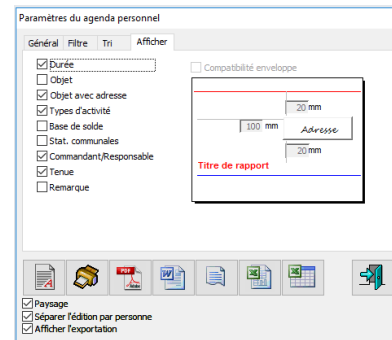 Paramètres du agenda personnel
Général Filtre Tri Afficher
Durée
Objet
Objet avec adresse
Types d'activité
Base de solde
Stat. communales
Commandant/Responsable
Tenue
Remarque
Compatibilité enveloppe
20 mm
100 mm Adresse
20 mm
Titre de rapport
PDF
Adobe
Paysage
Séparer l'édition par personne
Afficher l'exportation